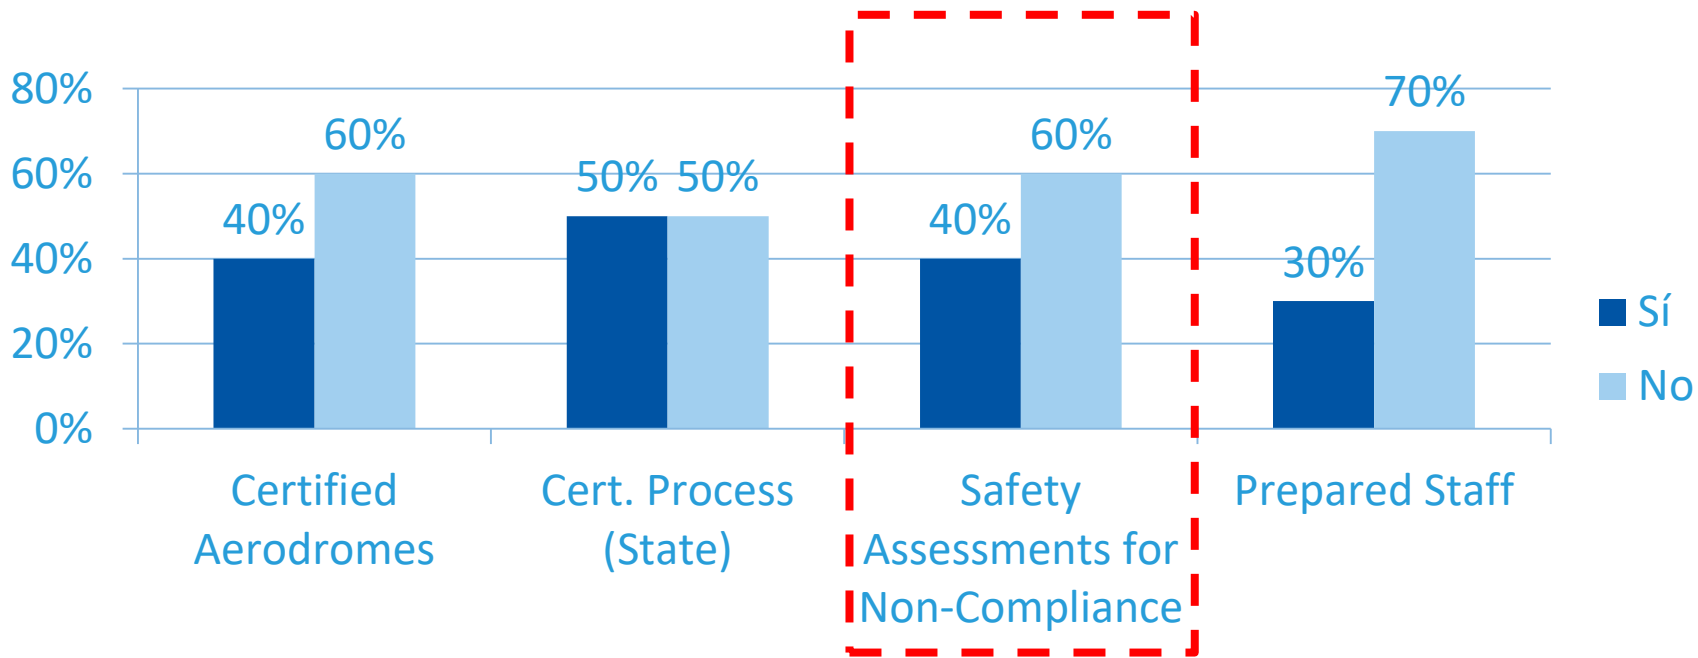 80%
60%
40%
20%
0%
40%
60%
50%
50%
40%
60%
30%
70%
Certified
Aerodromes
Cert. Process
(State)
Safety
Assessments for
Non-Compliance
Prepared Staff
Sí
No